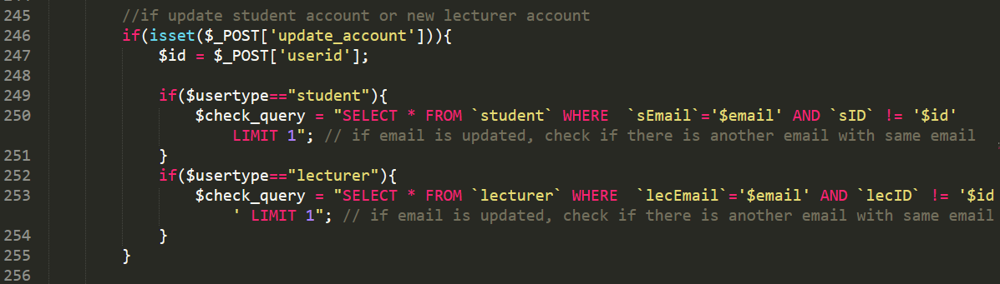 245 //if update student account or new lecturer account
246 if(isset($_POST['update_account'])){
247 $id = $_POST['userid'];
248
249 if($usertype=="student"){
250 $check_query = "SELECT * FROM `student` WHERE  `sEmail`='$email' AND `sID` != '$id'
LIMIT 1"; // if email is updated, check if there is another email with same email
251 }
252 if($usertype=="lecturer"){
253 $check_query = "SELECT * FROM `lecturer` WHERE  `lecEmail`='$email' AND `lecID` != '$id
' LIMIT 1"; // if email is updated, check if there is another email with same email
254 }
255 }
256